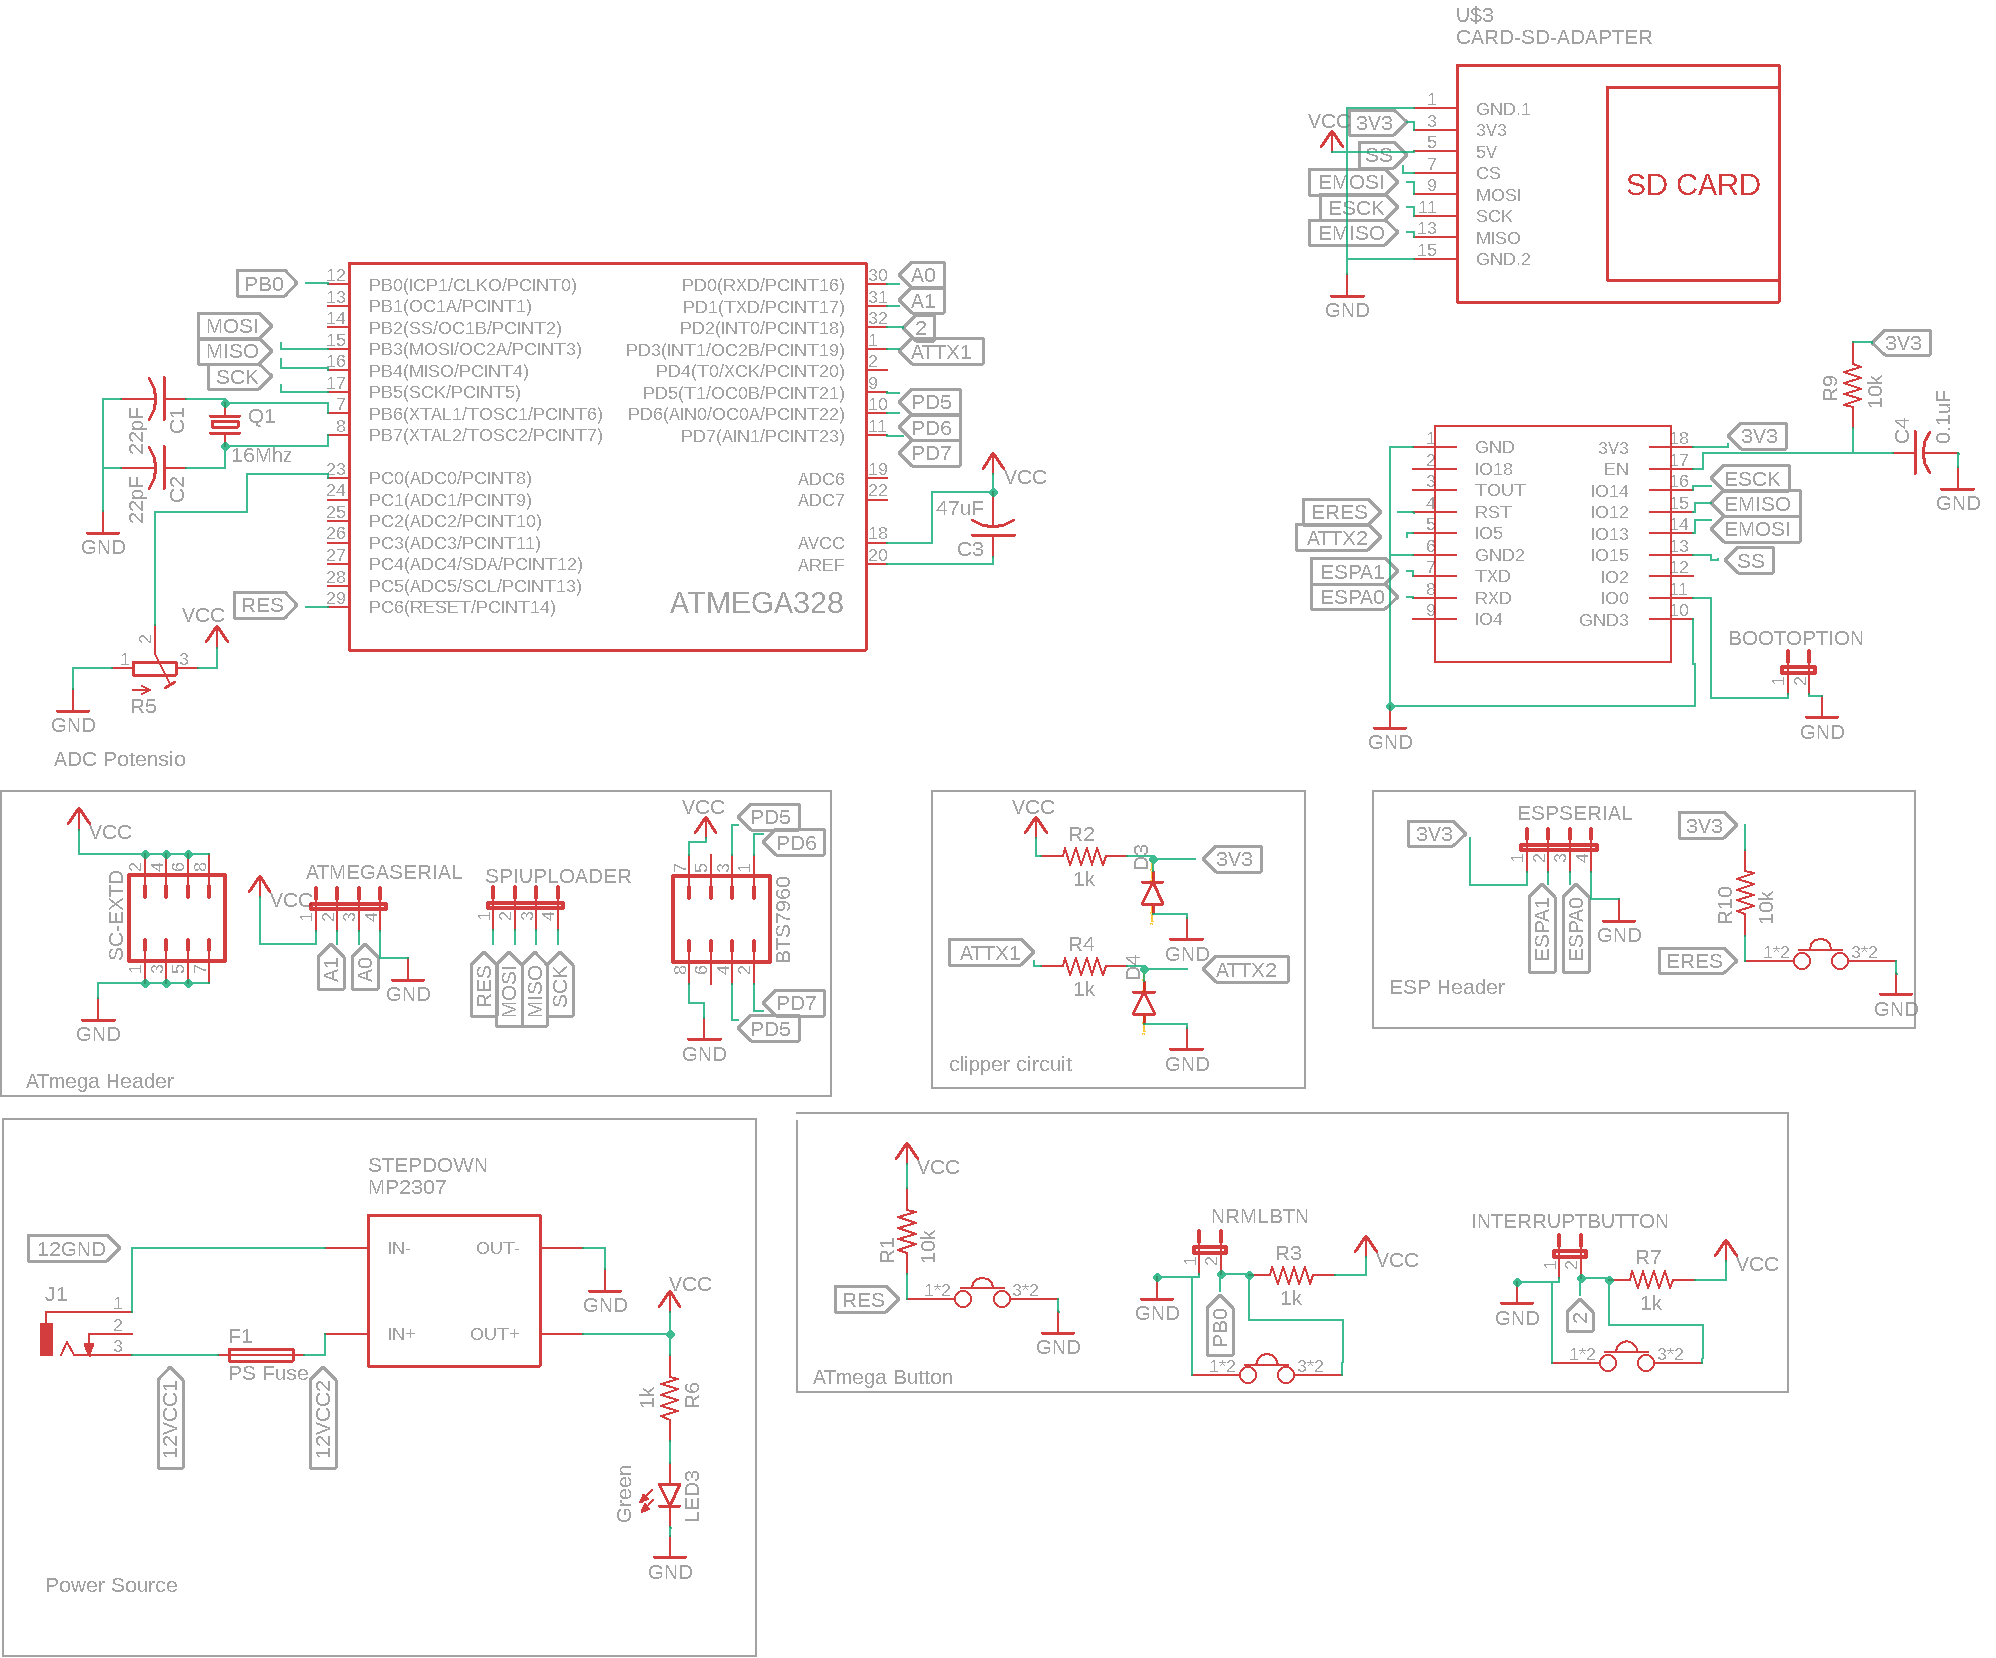 U$3
CARD-SD-ADAPTER
1 GND.1
3V3 3 3V3
VCC 5 5V
SS 7 CS
EMOSI 9 MOSI
ESCK 11 SCK
EMISO 13 MISO
15 GND.2
SD CARD
GND
PB0 12 PB0(ICP1/CLKO/PCINT0)
13 PB1(OC1A/PCINT1)
14 PB2(SS/OC1B/PCINT2)
MOSI 15 PB3(MOSI/OC2A/PCINT3)
MISO 16 PB4(MISO/PCINT4)
SCK 17 PB5(SCK/PCINT5)
7 PB6(XTAL1/TOSC1/PCINT6)
8 PB7(XTAL2/TOSC2/PCINT7)
23 PC0(ADC0/PCINT8)
24 PC1(ADC1/PCINT9)
25 PC2(ADC2/PCINT10)
26 PC3(ADC3/PCINT11)
27 PC4(ADC4/SDA/PCINT12)
28 PC5(ADC5/SCL/PCINT13)
RES 29 PC6(RESET/PCINT14)
PD0(RXD/PCINT16) 30 A0
PD1(TXD/PCINT17) 31 A1
PD2(INT0/PCINT18) 32 2
PD3(INT1/OC2B/PCINT19) 1 ATTX1
PD4(T0/XCK/PCINT20) 2
PD5(T1/OC0B/PCINT21) 9 PD5
PD6(AIN0/OC0A/PCINT22) 10 PD6
PD7(AIN1/PCINT23) 11 PD7
ADC6 19
ADC7 22
AVCC 18
AREF 20
ATMEGA328
22pF C1
Q1
16Mhz
22pF C2
GND
47uF
C3
VCC
VCC
1 2 3
R5
GND
ADC Potensio
3V3
R9 10k
C4 0.1uF
GND
1 GND
2 IO18
3 TOUT
ERES 4 RST
ATTX2 5 IO5
6 GND2
ESPA1 7 TXD
ESPA0 8 RXD
9 IO4
3V3 18 3V3
EN 17
IO14 16 ESCK
IO12 15 EMISO
IO13 14 EMOSI
IO15 13 SS
IO2 12
IO0 11
GND3 10
BOOTOPTION
1 2
GND
GND
VCC
2 4 6 8
SC-EXTD
1 3 5 7
GND
ATMEGASERIAL
VCC
1 2 3 4
A1 A0
GND
SPIUPLOADER
1 2 3 4
RES MOSI MISO SCK
VCC
PD5
PD6
7 5 3 1
BTS7960
8 6 4 2
PD7
PD5
GND
ATmega Header
VCC
R2
1k
D3
3V3
GND
ATTX1
R4
1k
D4
ATTX2
GND
clipper circuit
ESPSERIAL
3V3
1 2 3 4
ESPA1 ESPA0
GND
3V3
R10 10k
ERES
1*2 3*2
GND
ESP Header
STEPDOWN
MP2307
12GND
IN- OUT-
IN+ OUT+
GND
J1
1
2
3
F1
PS Fuse
12VCC1
12VCC2
VCC
1k R6
Green LED3
GND
Power Source
VCC
R1 10k
RES
1*2 3*2
GND
NRMLBTN
1 2
R3
1k
VCC
GND
PB0
1*2 3*2
INTERRUPTBUTTON
1 2
R7
1k
VCC
GND
2
1*2 3*2
ATmega Button